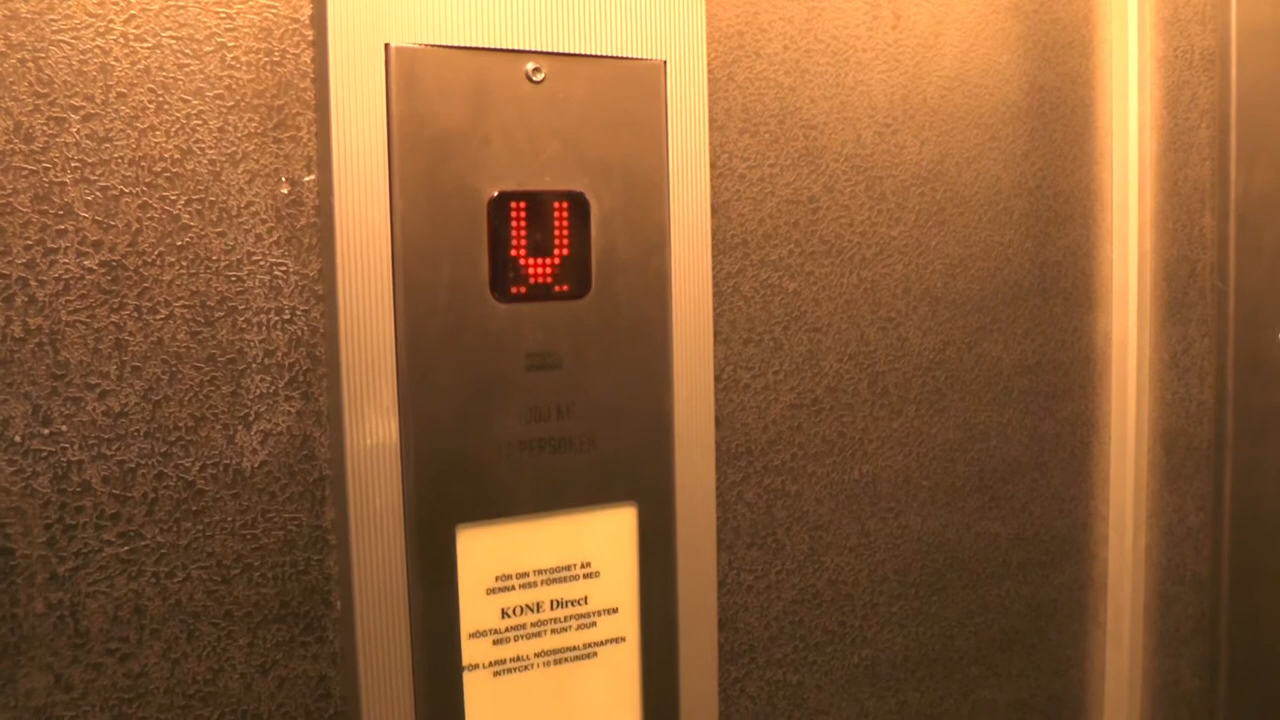 FÖR DIN TRYGGHET ÄR
DENNA HISS FÖRSEDD MED
KONE Direct
HÖGTALANDE NÖDTELEFONSYSTEM
MED DYGNET RUNT JOUR
FÖR LARM HÅLL NÖDSIGNALSKNAPPEN
INTRYCKT I 10 SEKUNDER